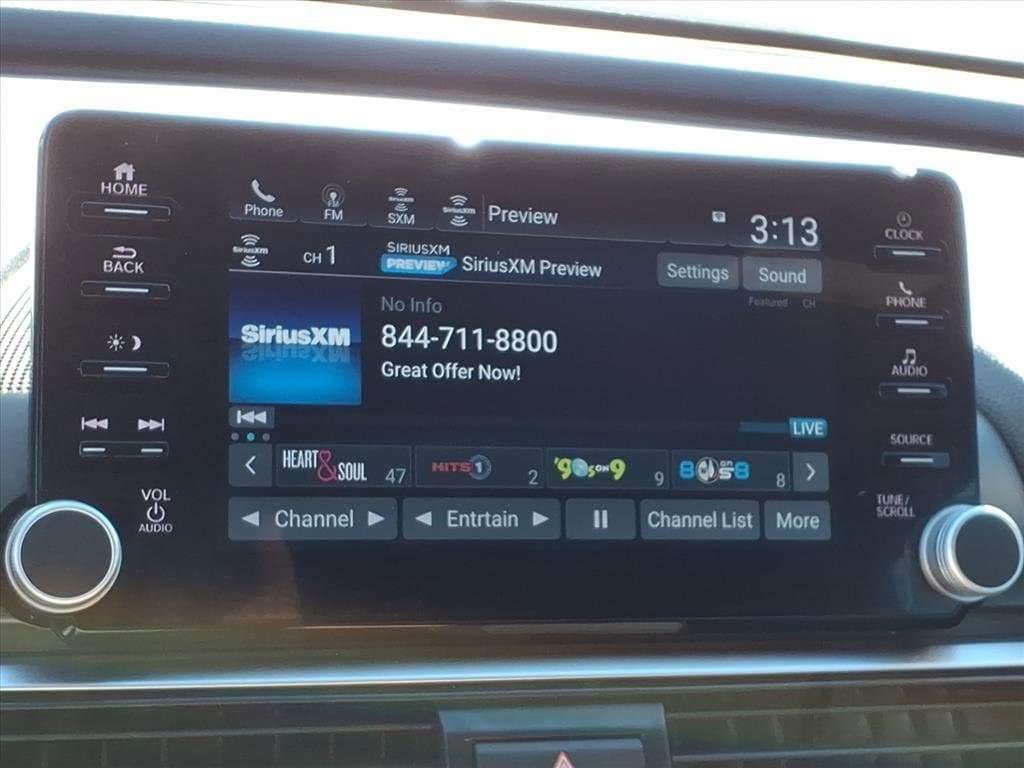 HOME
BACK
VOL
AUDIO
Phone
FM
SXM
SiriusXM
Preview
3:13
SiriusXM
CH 1
SIRIUSXM
PREVIEW
SiriusXM Preview
Settings
Sound
Featured CH
No Info
SiriusXM
844-711-8800
Great Offer Now!
LIVE
HEART & SOUL 47
HITS 1 2
'90s ON 9 9
80s on 8 8
Channel
Entrtain
Channel List
More
CLOCK
PHONE
AUDIO
SOURCE
TUNE/
SCROLL